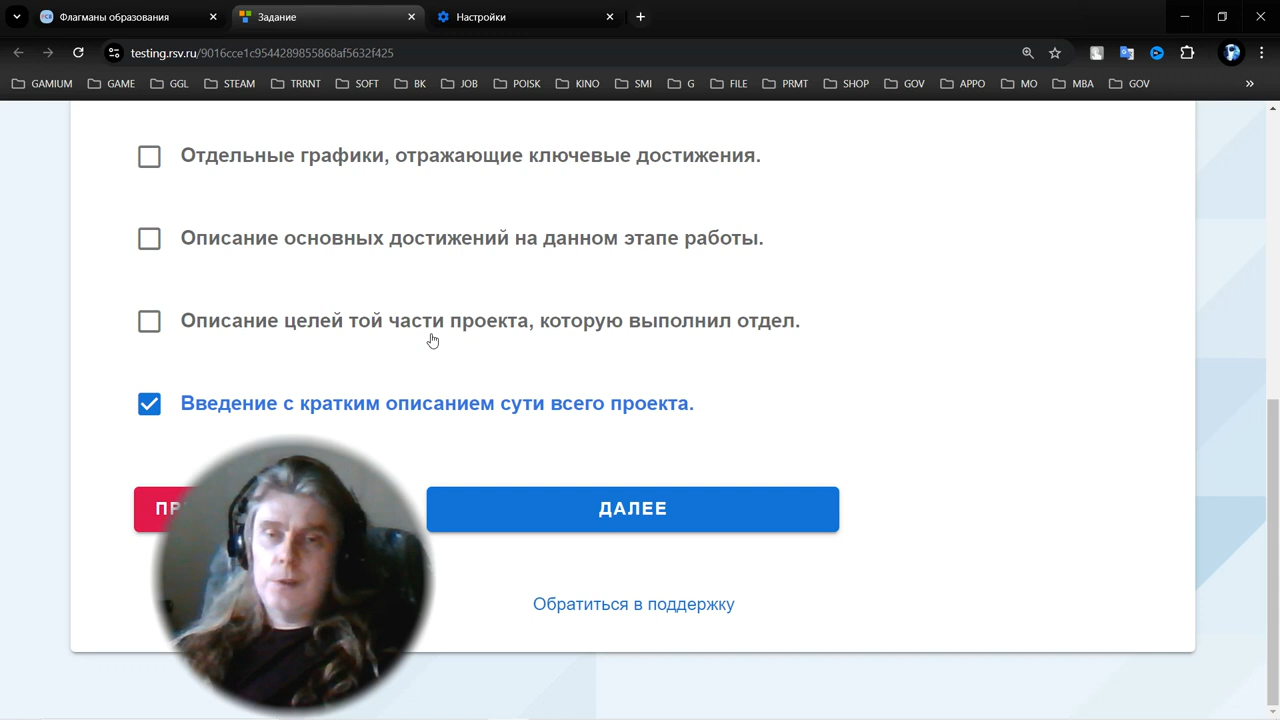 Флагманы образования
Задание
Настройки
testing.rsv.ru/9016cce1c9544289855868af5632f425
GAMIUM
GAME
GGL
STEAM
TRRNT
SOFT
BK
JOB
POISK
KINO
SMI
G
FILE
PRMT
SHOP
GOV
APPO
MO
MBA
GOV
Отдельные графики, отражающие ключевые достижения.
Описание основных достижений на данном этапе работы.
Описание целей той части проекта, которую выполнил отдел.
Введение с кратким описанием сути всего проекта.
ДАЛЕЕ
Обратиться в поддержку